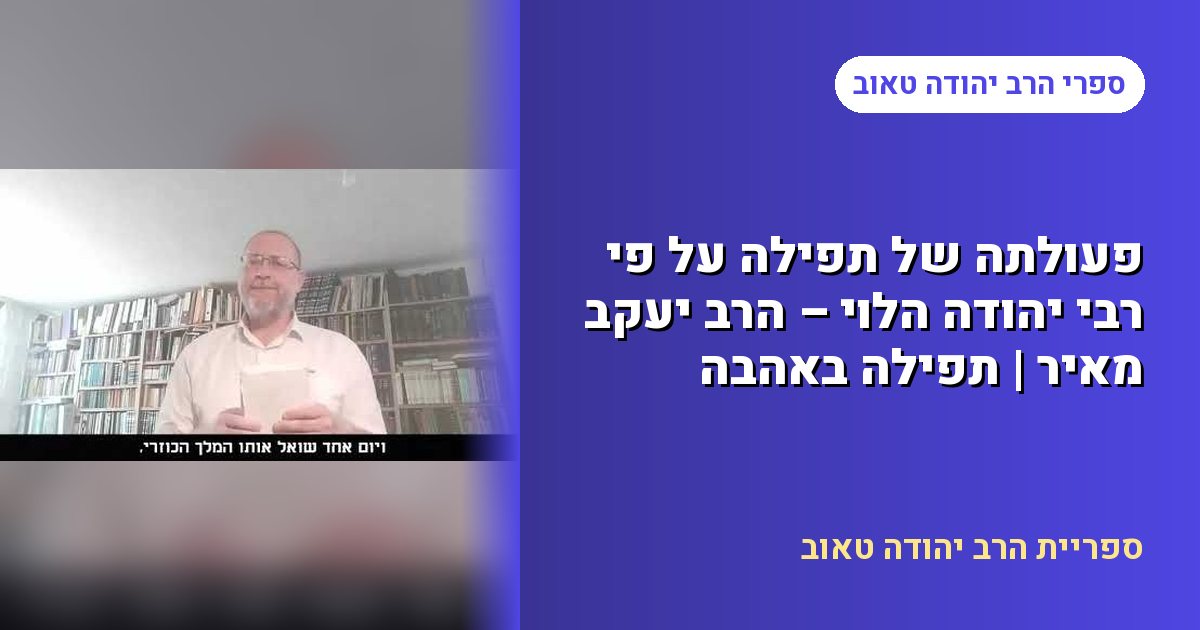 ספרי הרב יהודה טאוב
פעולתה של תפילה על פי
רבי יהודה הלוי – הרב יעקב
מאיר | תפילה באהבה
ויום אחד שואל אותו המלך הכוזרי,
ספריית הרב יהודה טאוב